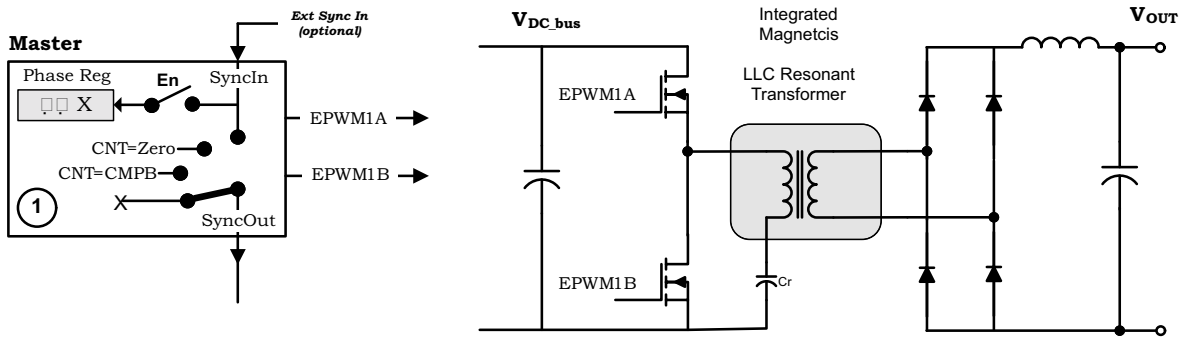 Ext Sync In
(optional)
Master
Phase Reg
En
SyncIn
X
EPWM1A
CNT=Zero
CNT=CMPB
EPWM1B
X
1
SyncOut
VDC_bus
Integrated
Magnetcis
VOUT
LLC Resonant
Transformer
EPWM1A
EPWM1B
Cr